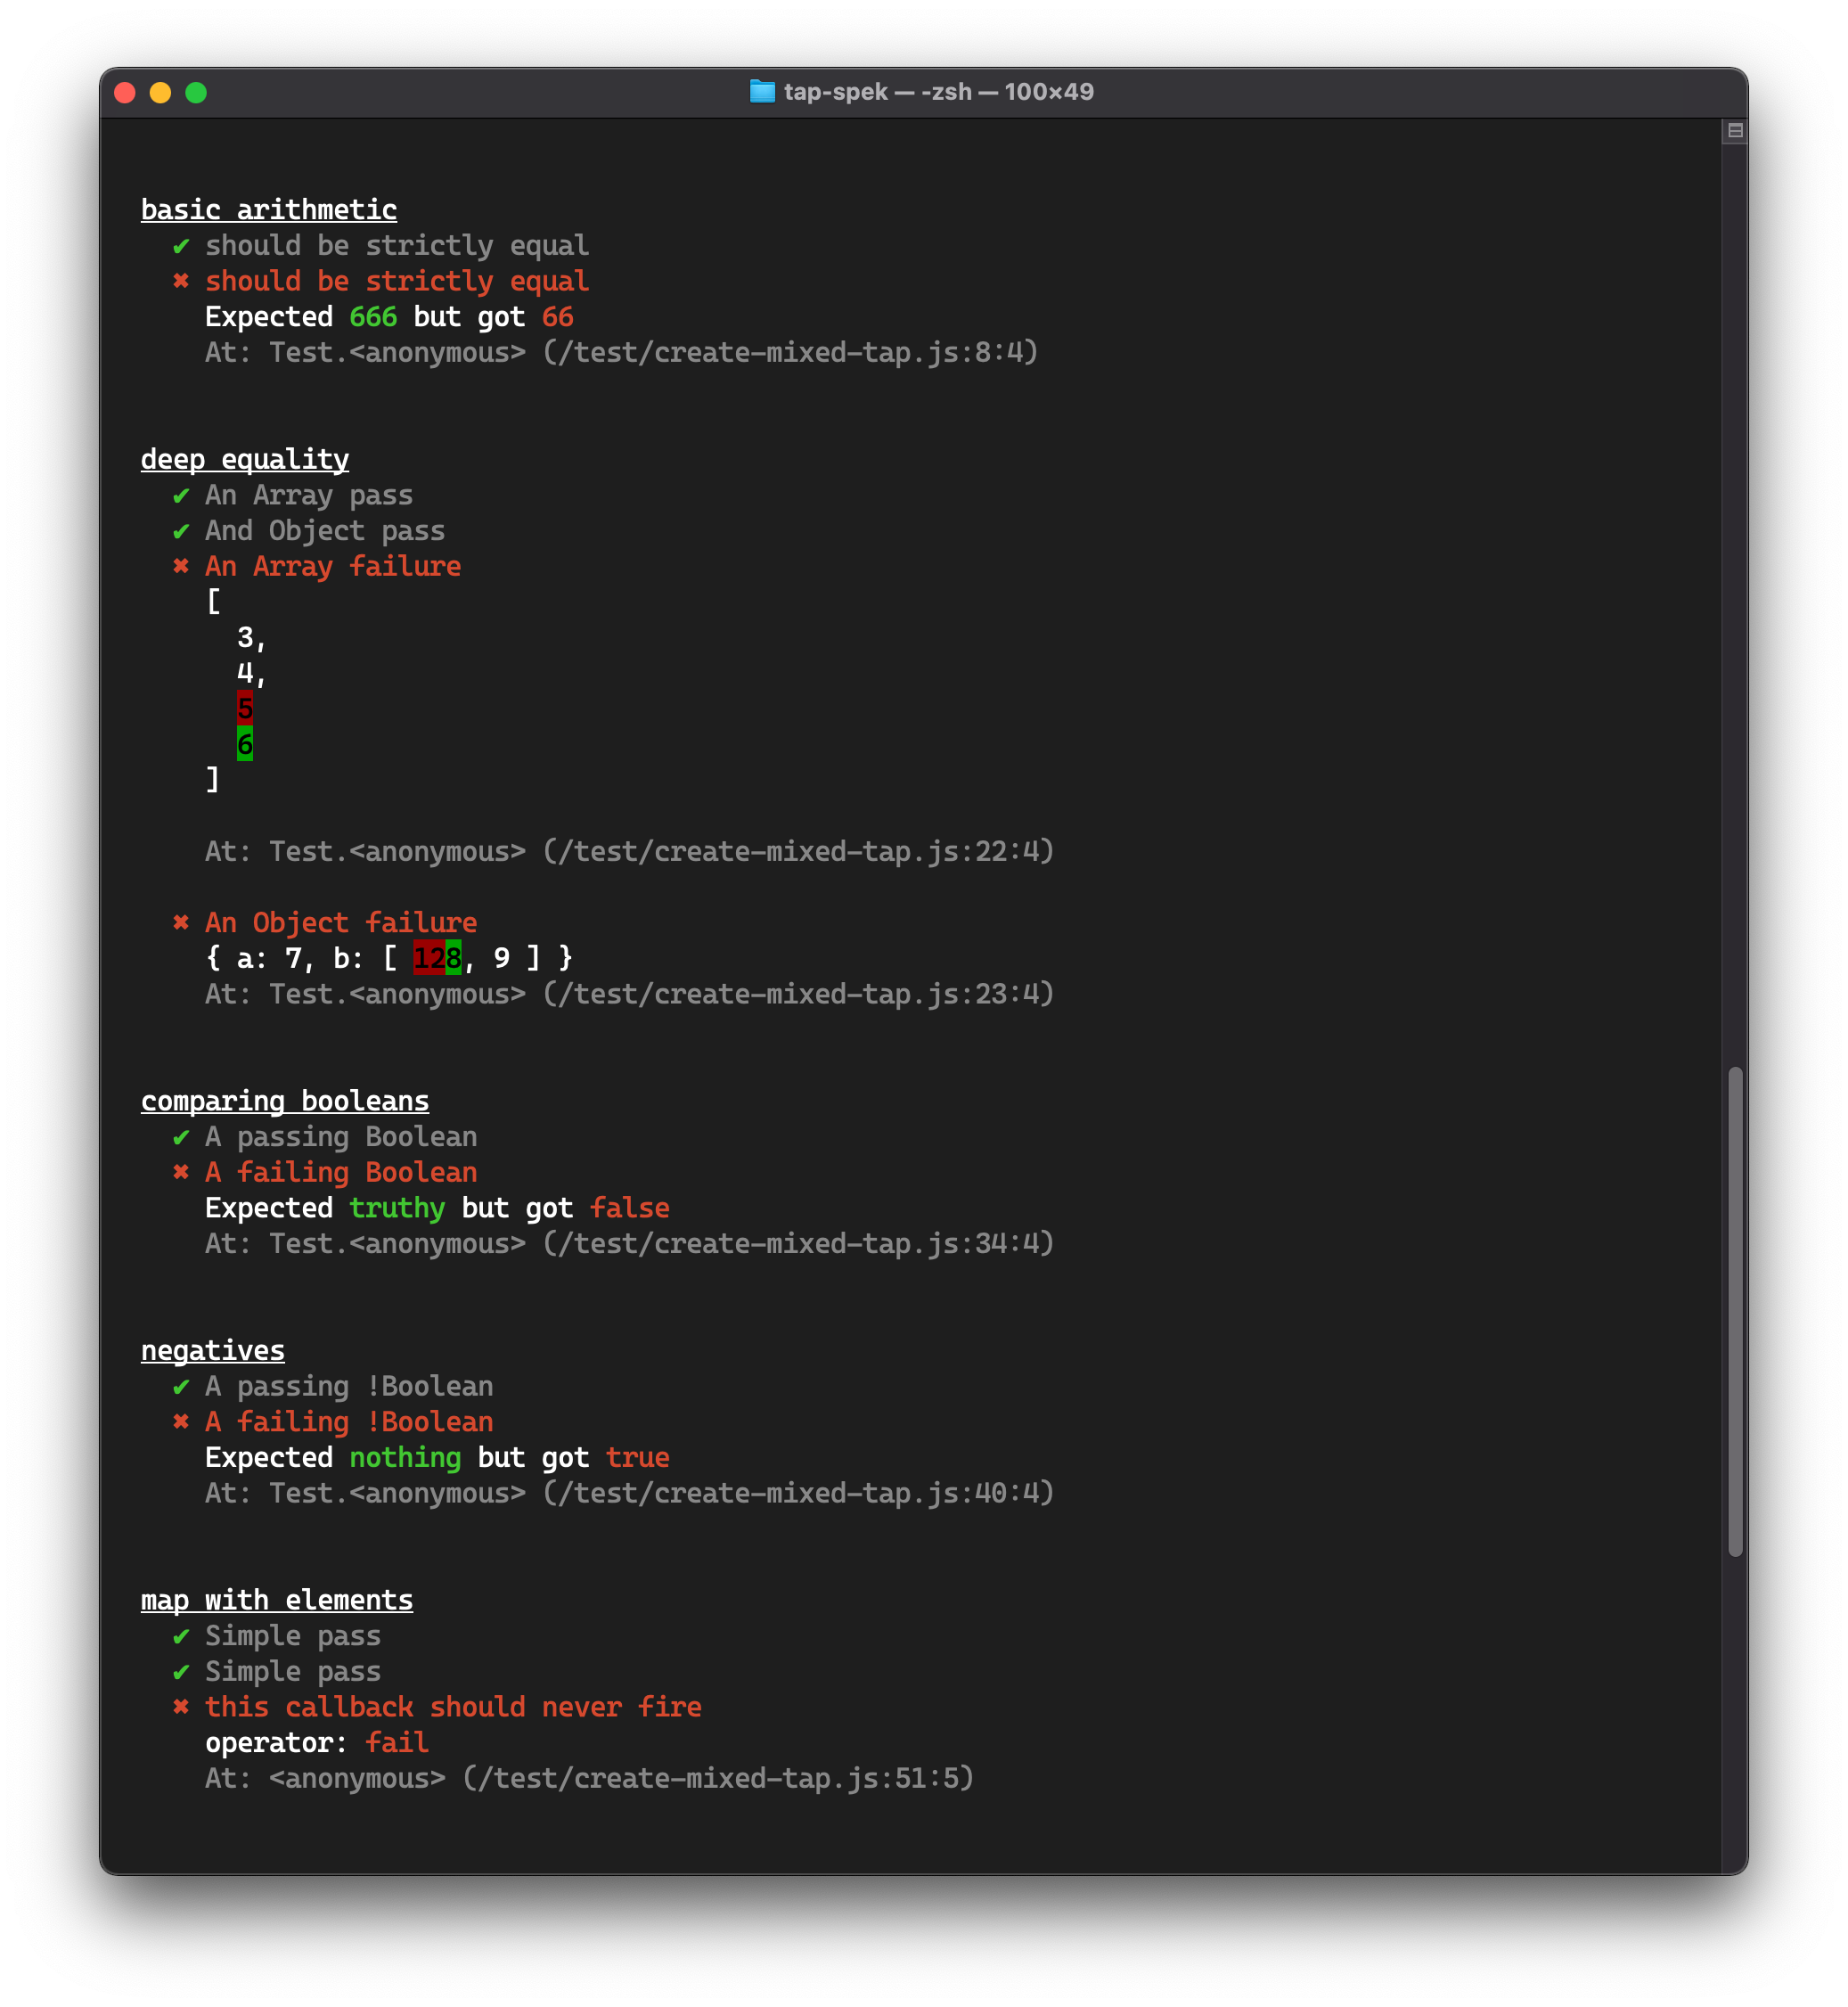 tap-spek — -zsh — 100×49
basic arithmetic
✔ should be strictly equal
✖ should be strictly equal
Expected 666 but got 66
At: Test.<anonymous> (/test/create-mixed-tap.js:8:4)
deep equality
✔ An Array pass
✔ And Object pass
✖ An Array failure
[
3,
4,
5
6
]
At: Test.<anonymous> (/test/create-mixed-tap.js:22:4)
✖ An Object failure
{ a: 7, b: [ 128, 9 ] }
At: Test.<anonymous> (/test/create-mixed-tap.js:23:4)
comparing booleans
✔ A passing Boolean
✖ A failing Boolean
Expected truthy but got false
At: Test.<anonymous> (/test/create-mixed-tap.js:34:4)
negatives
✔ A passing !Boolean
✖ A failing !Boolean
Expected nothing but got true
At: Test.<anonymous> (/test/create-mixed-tap.js:40:4)
map with elements
✔ Simple pass
✔ Simple pass
✖ this callback should never fire
operator: fail
At: <anonymous> (/test/create-mixed-tap.js:51:5)